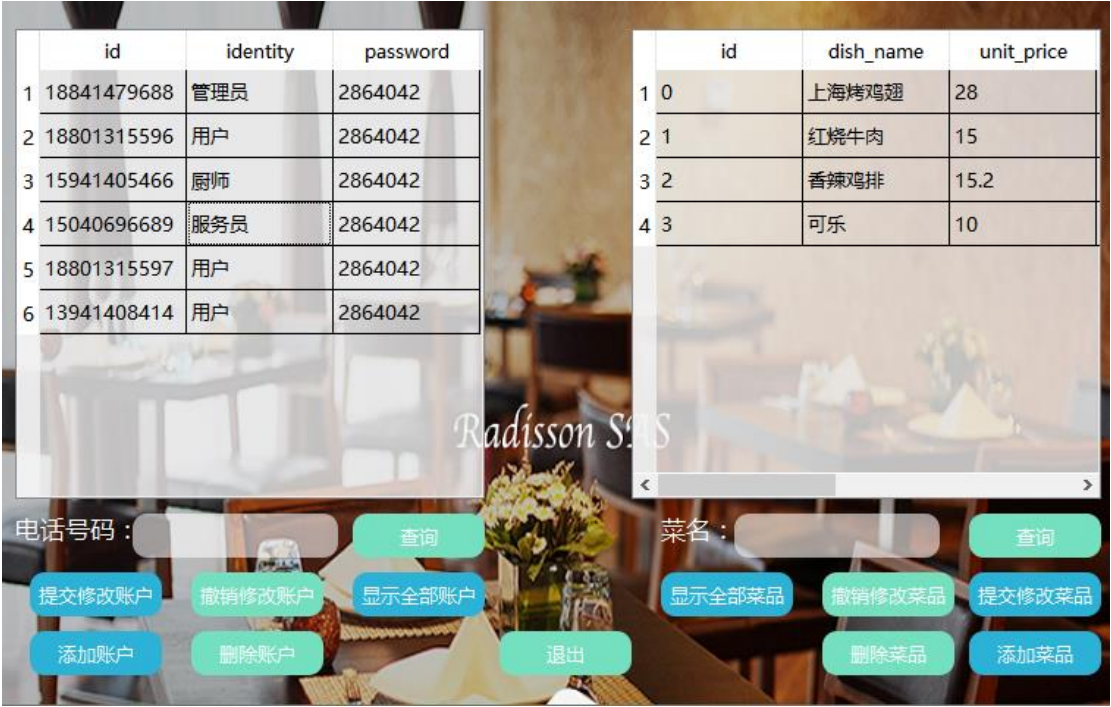 id identity password
1 18841479688 管理员 2864042
2 18801315596 用户 2864042
3 15941405466 厨师 2864042
4 15040696689 服务员 2864042
5 18801315597 用户 2864042
6 13941408414 用户 2864042
id dish_name unit_price
1 0 上海烤鸡翅 28
2 1 红烧牛肉 15
3 2 香辣鸡排 15.2
4 3 可乐 10
Radisson SAS
电话号码： 查询
提交修改账户 撤销修改账户 显示全部账户
添加账户 删除账户
退出
菜名： 查询
显示全部菜品 撤销修改菜品 提交修改菜品
删除菜品 添加菜品